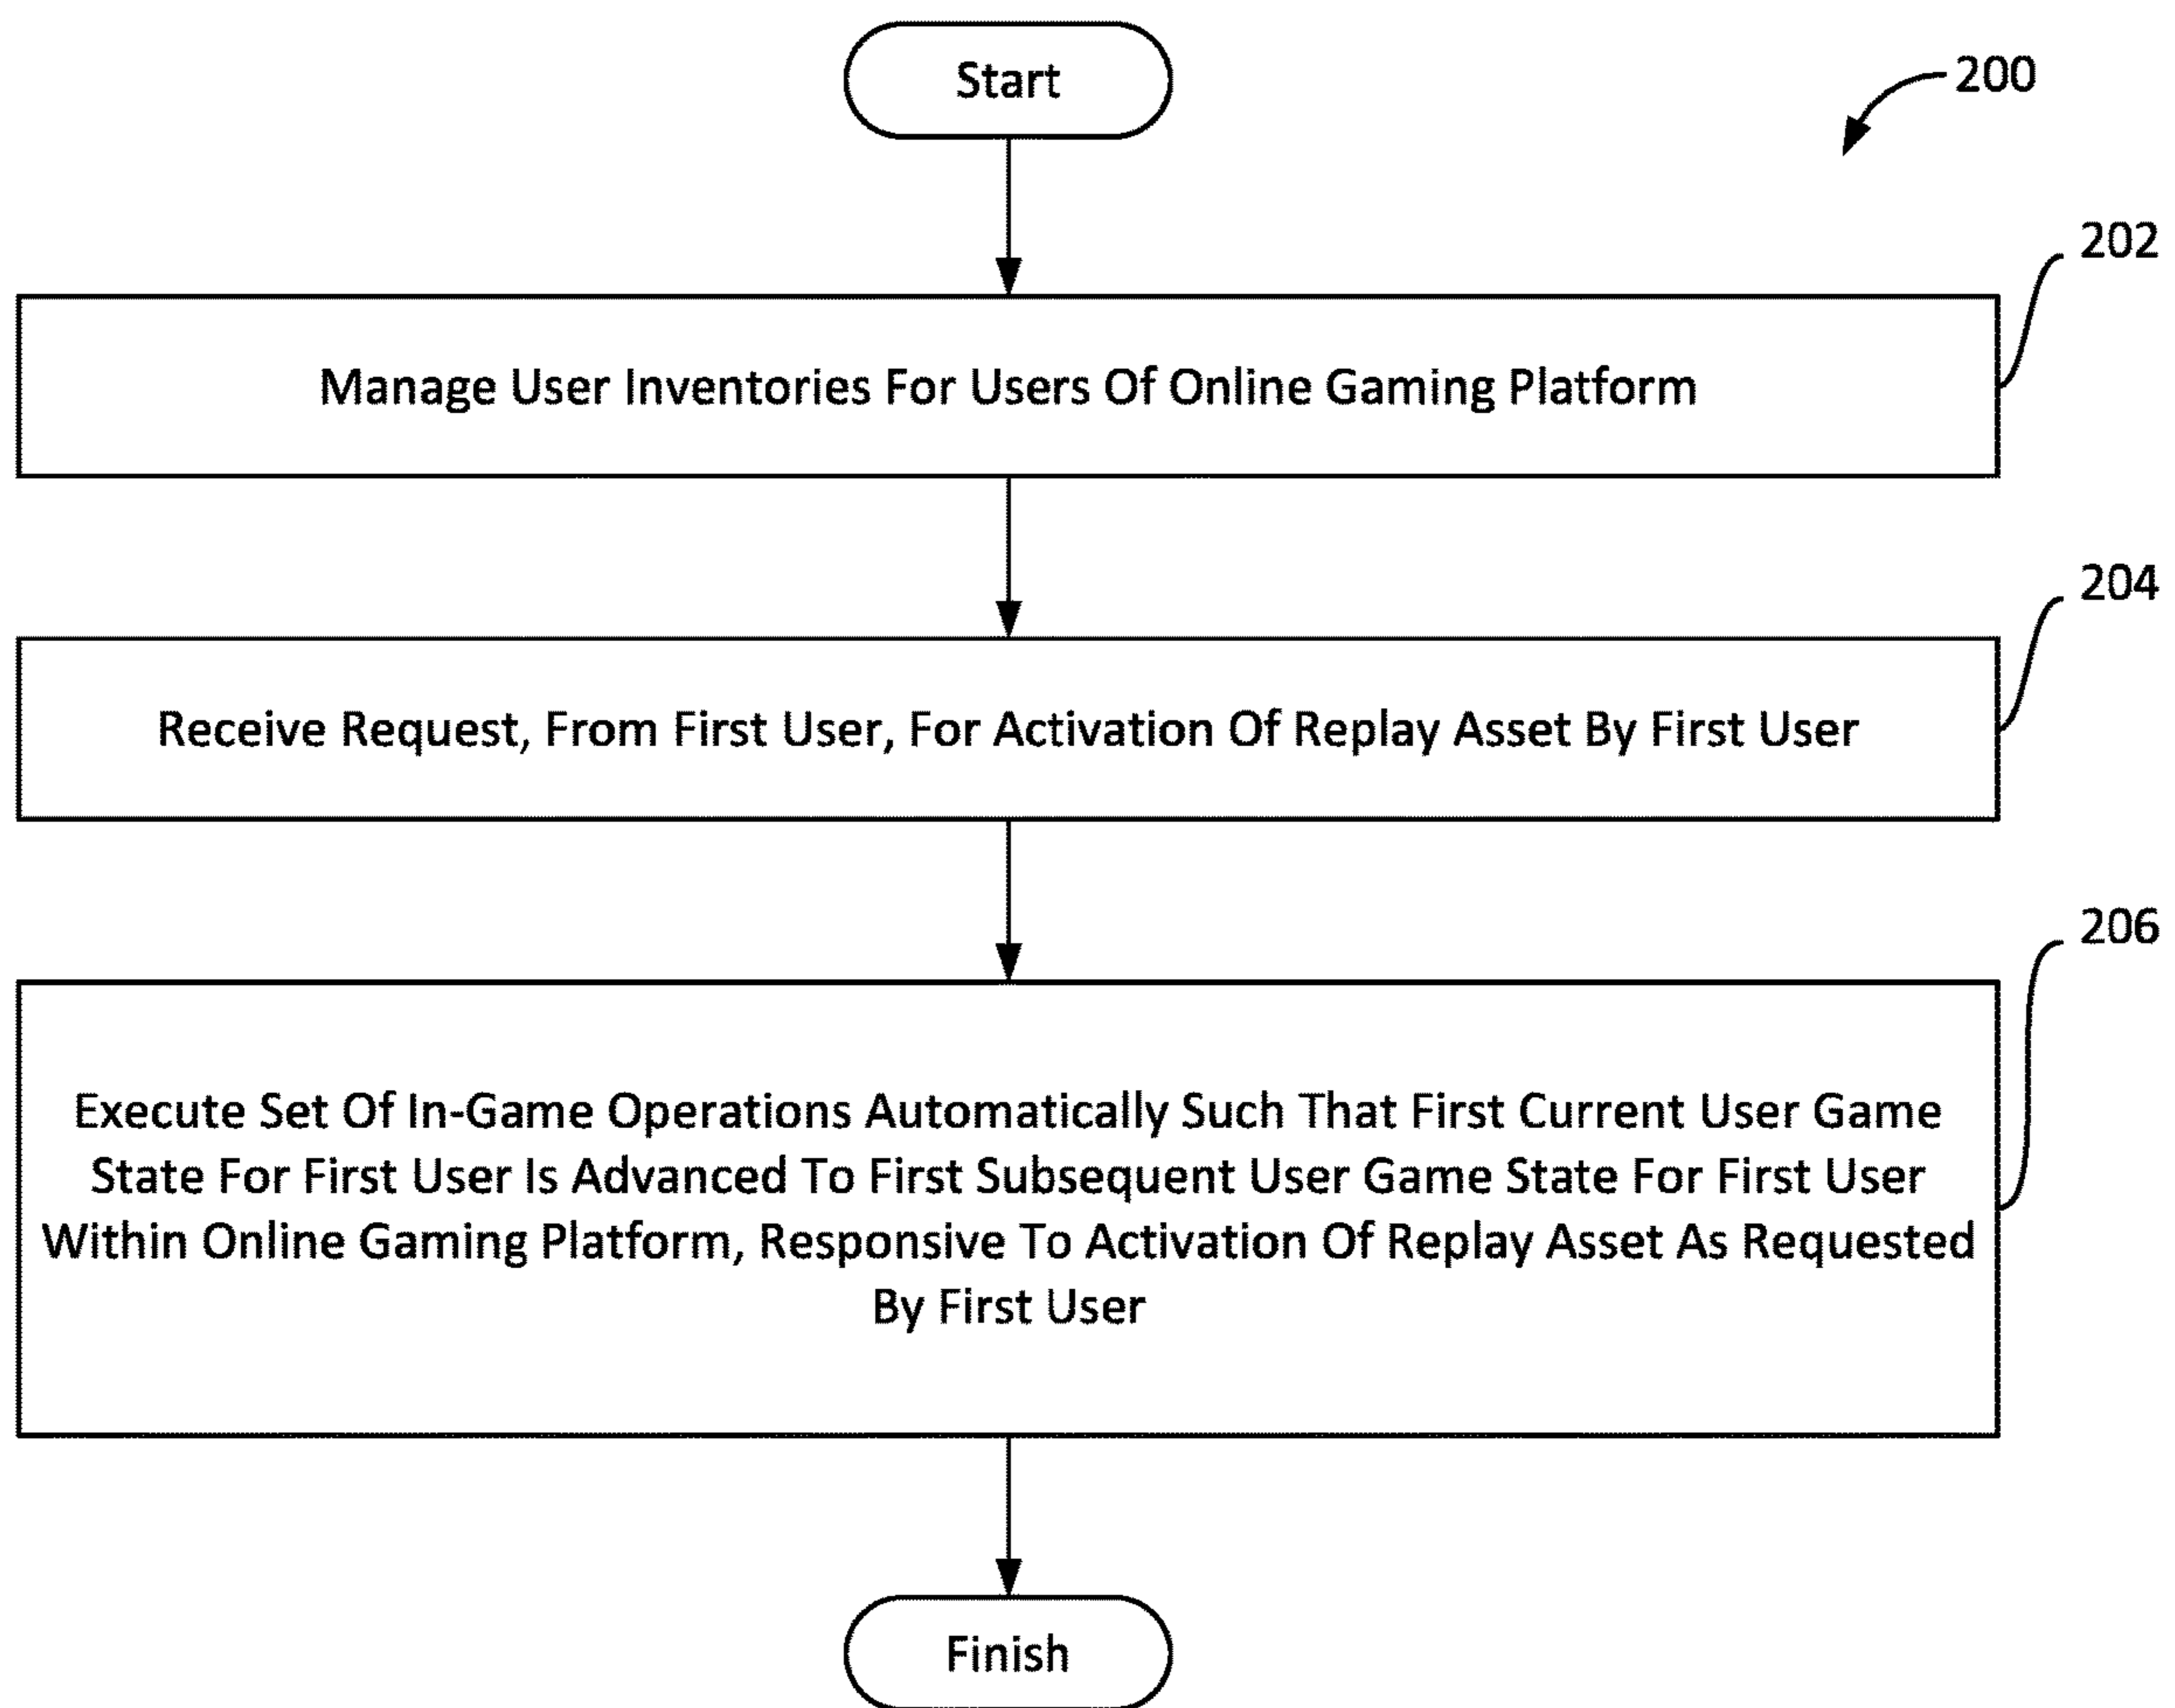 Start
200
202
Manage User Inventories For Users Of Online Gaming Platform
204
Receive Request, From First User, For Activation Of Replay Asset By First User
206
Execute Set Of In-Game Operations Automatically Such That First Current User Game
State For First User Is Advanced To First Subsequent User Game State For First User
Within Online Gaming Platform, Responsive To Activation Of Replay Asset As Requested
By First User
Finish